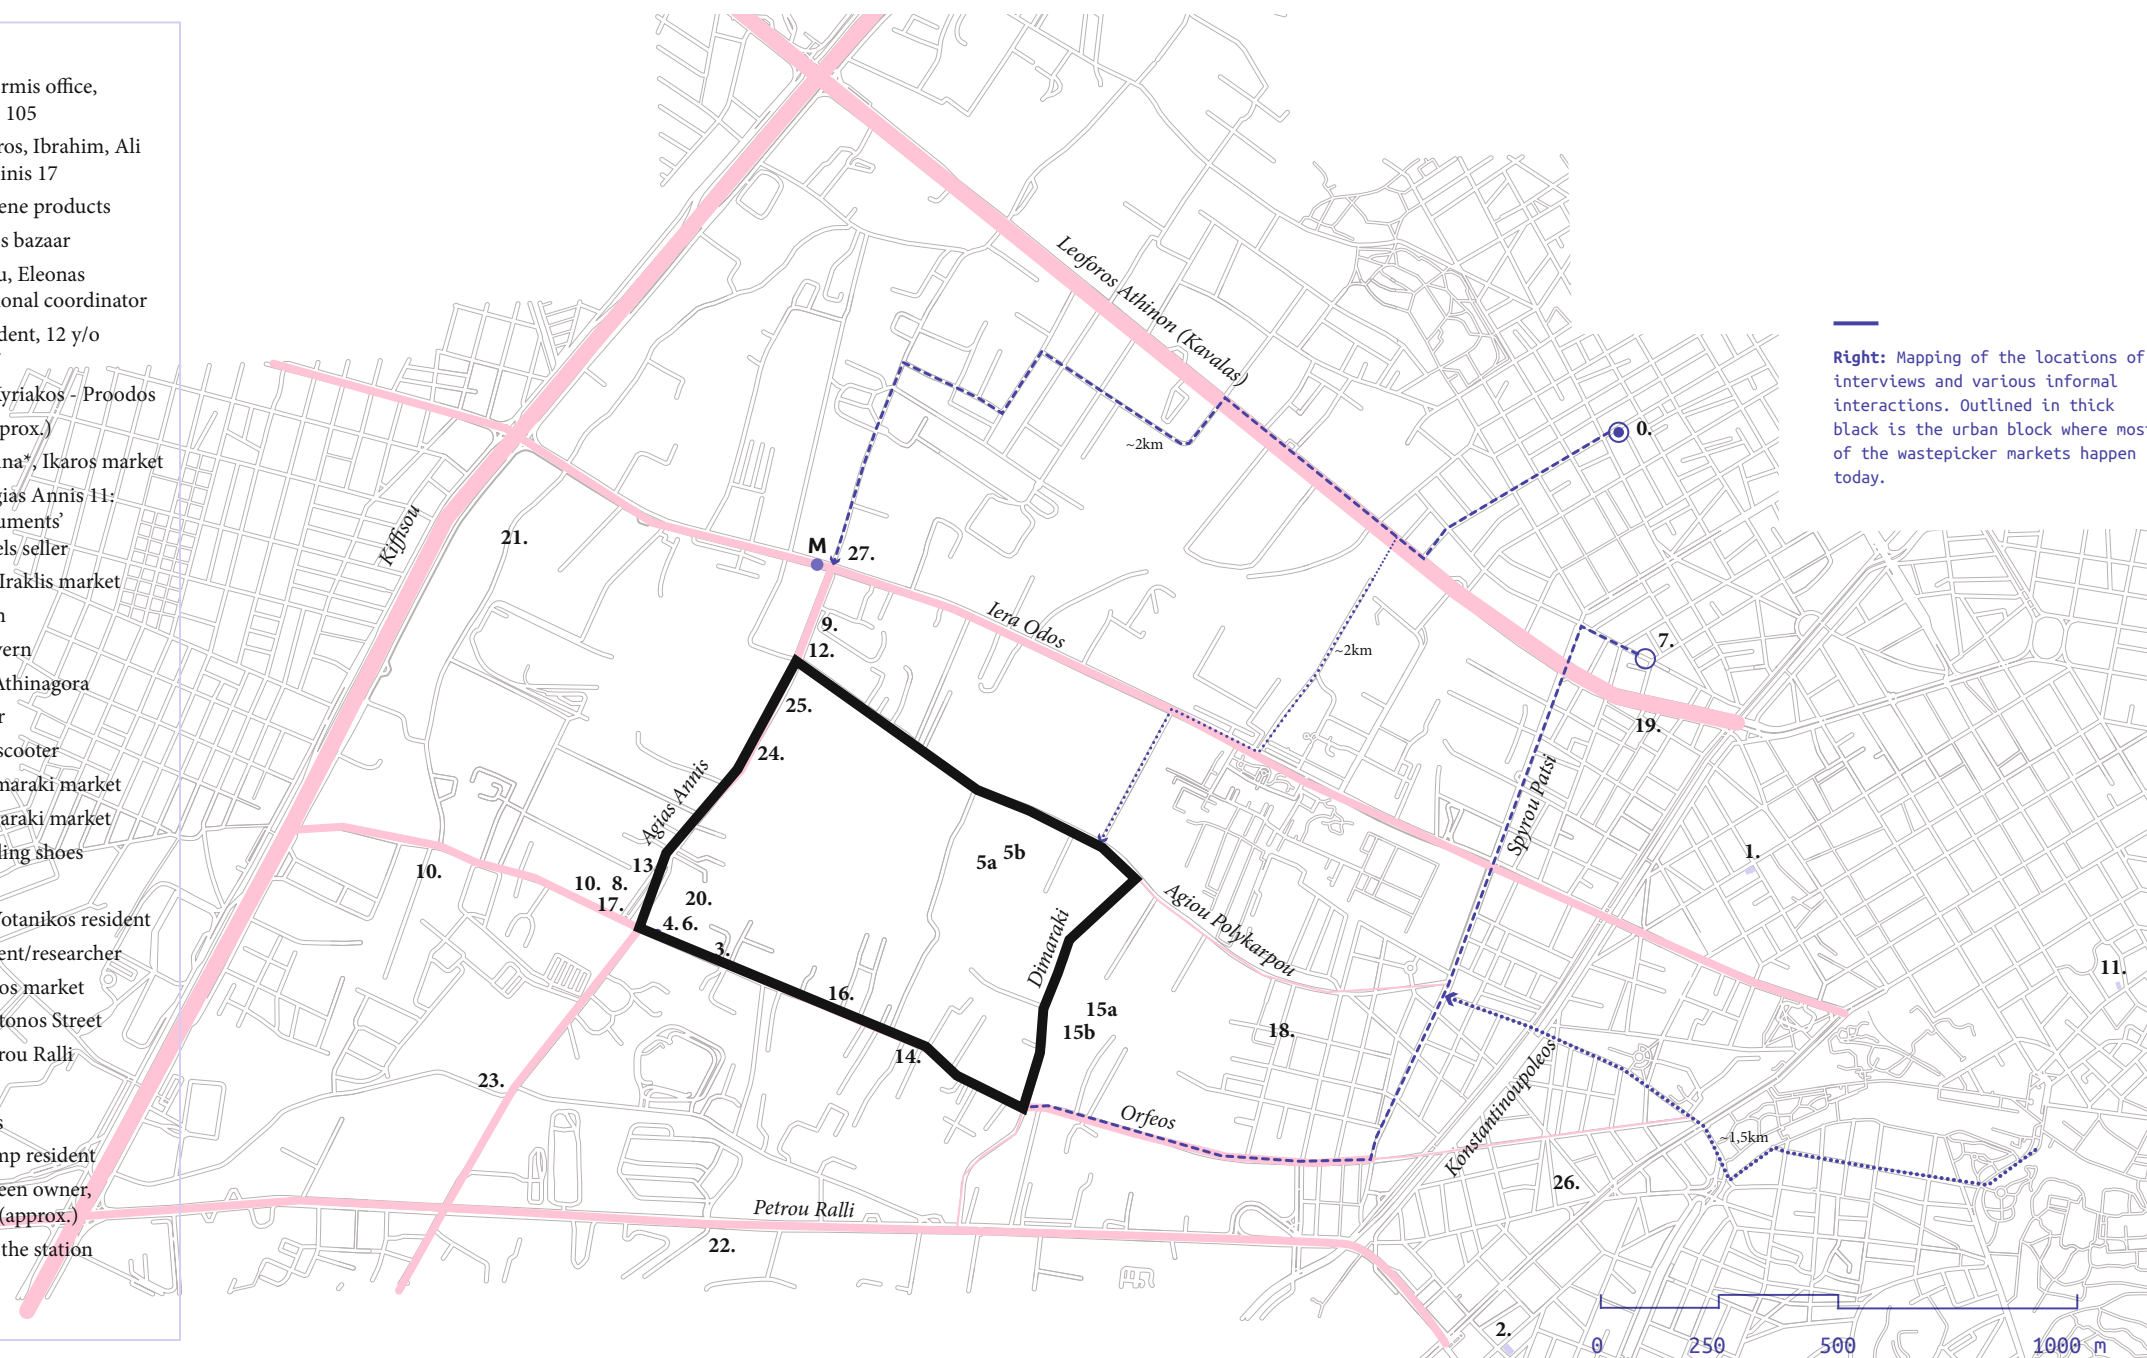 rmis office,
105
ros, Ibrahim, Ali
inis 17
ene products
s bazaar
u, Eleonas
ional coordinator
dent, 12 y/o
Kyriakos - Proodos
prox.)
ina*, Ikaros market
gias Annis 11:
uments’
els seller
Iraklis market
n
vern
Athinagora
r
scooter
maraki market
araki market
ling shoes
Votanikos resident
ent/researcher
os market
tonos Street
rou Ralli
s
mp resident
een owner,
(approx.)
the station
Leoforos Athinon (Kavalas)
Right: Mapping of the locations of
interviews and various informal
interactions. Outlined in thick
black is the urban block where most
of the wastepicker markets happen
today.
0.
~2km
Kiffisou
21.
M
27.
Iera Odos
9.
12.
~2km
7.
25.
19.
24.
Agias Annis
Spyrou Patsi
1.
13
5a
5b
10.
10. 8.
17.
20.
4. 6.
3.
Agiou Polykarpou
Dimaraki
11.
16.
15a
15b
18.
14.
Konstantinoupoleos
23.
Orfeos
~1,5km
26.
Petrou Ralli
22.
2.
0 250 500 1000 m